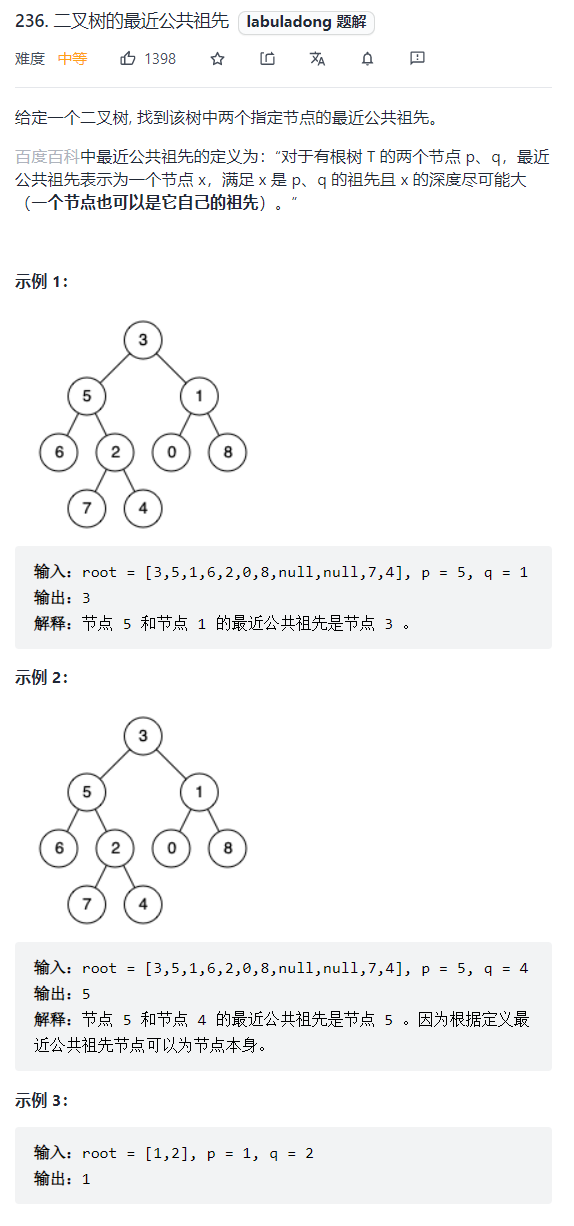 236. 二叉树的最近公共祖先 labuladong 题解
难度 中等 1398
给定一个二叉树, 找到该树中两个指定节点的最近公共祖先。
百度百科中最近公共祖先的定义为：“对于有根树 T 的两个节点 p、q，最近
公共祖先表示为一个节点 x，满足 x 是 p、q 的祖先且 x 的深度尽可能大
（一个节点也可以是它自己的祖先）。”
示例 1：
3
5 1
6 2 0 8
7 4
输入：root = [3,5,1,6,2,0,8,null,null,7,4], p = 5, q = 1
输出：3
解释：节点 5 和节点 1 的最近公共祖先是节点 3 。
示例 2：
3
5 1
6 2 0 8
7 4
输入：root = [3,5,1,6,2,0,8,null,null,7,4], p = 5, q = 4
输出：5
解释：节点 5 和节点 4 的最近公共祖先是节点 5 。因为根据定义最
近公共祖先节点可以为节点本身。
示例 3：
输入：root = [1,2], p = 1, q = 2
输出：1